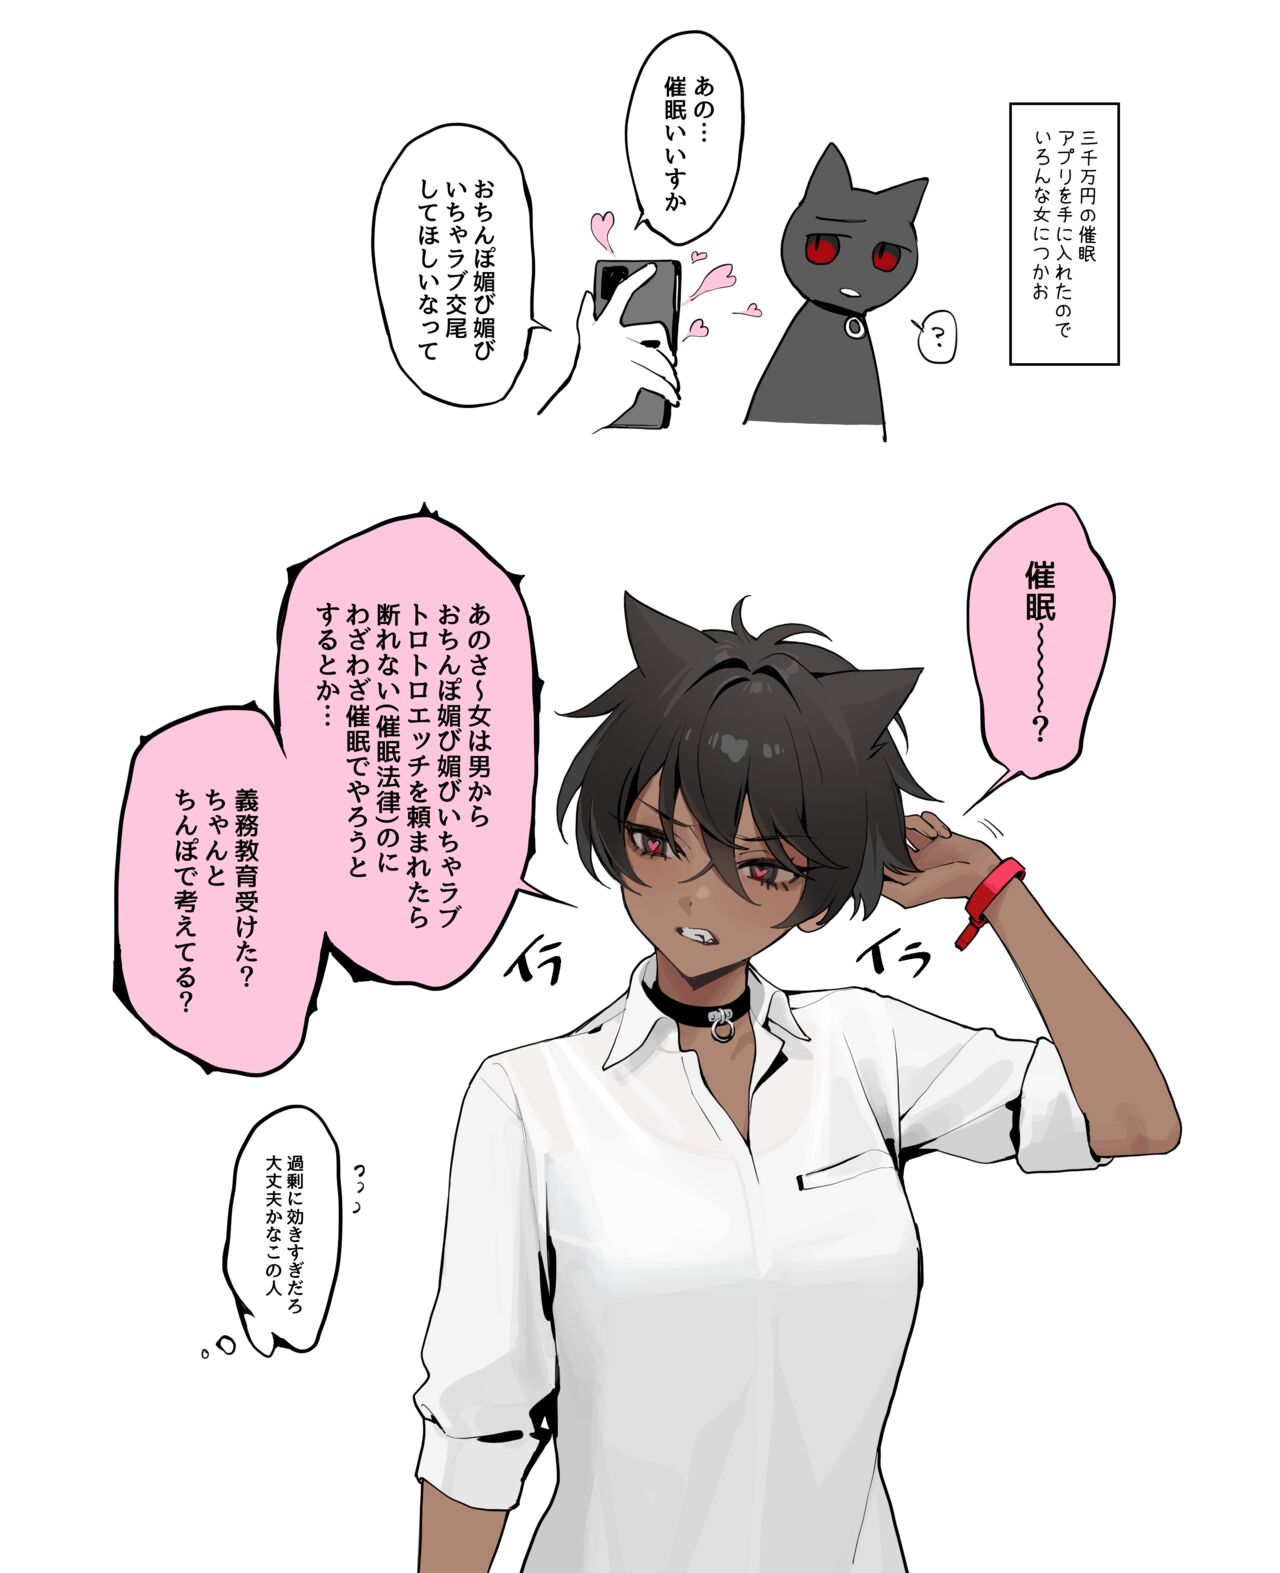 三千万円の催眠
アプリを手に入れたので
いろんな女につかお
あの…
催眠いいすか
?
おちんぽ媚び媚び
いちゃラブ交尾
してほしいなって
催眠〜〜〜〜〜?
あのさ〜女は男から
おちんぽ媚び媚びいちゃラブ
トロトロエッチを頼まれたら
断れない(催眠法律)のに
わざわざ催眠でやろうと
するとか…
イラ
イラ
義務教育受けた?
ちゃんと
ちんぽで考えてる?
過剰に効きすぎだろ
大丈夫かなこの人